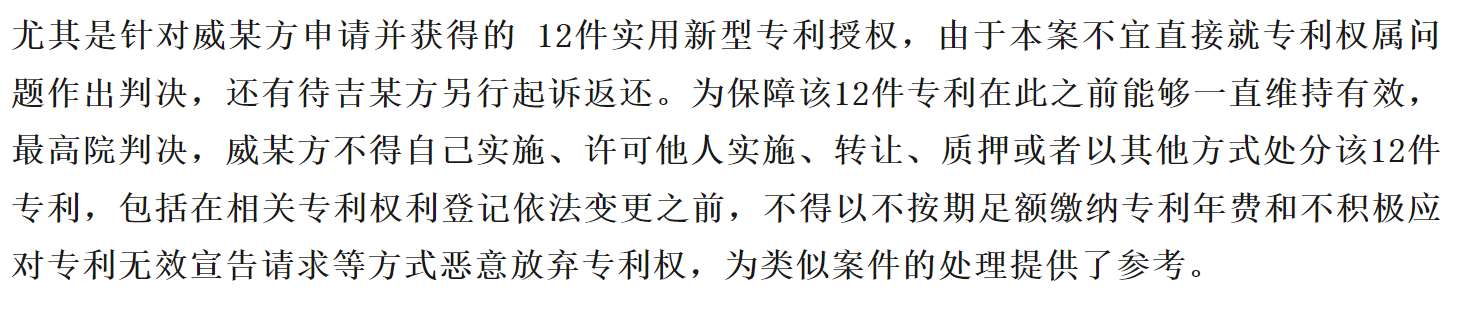 尤其是针对威某方申请并获得的 12件实用新型专利授权，由于本案不宜直接就专利权属问
题作出判决，还有待吉某方另行起诉返还。为保障该12件专利在此之前能够一直维持有效，
最高院判决，威某方不得自己实施、许可他人实施、转让、质押或者以其他方式处分该12件
专利，包括在相关专利权利登记依法变更之前，不得以不按期足额缴纳专利年费和不积极应
对专利无效宣告请求等方式恶意放弃专利权，为类似案件的处理提供了参考。